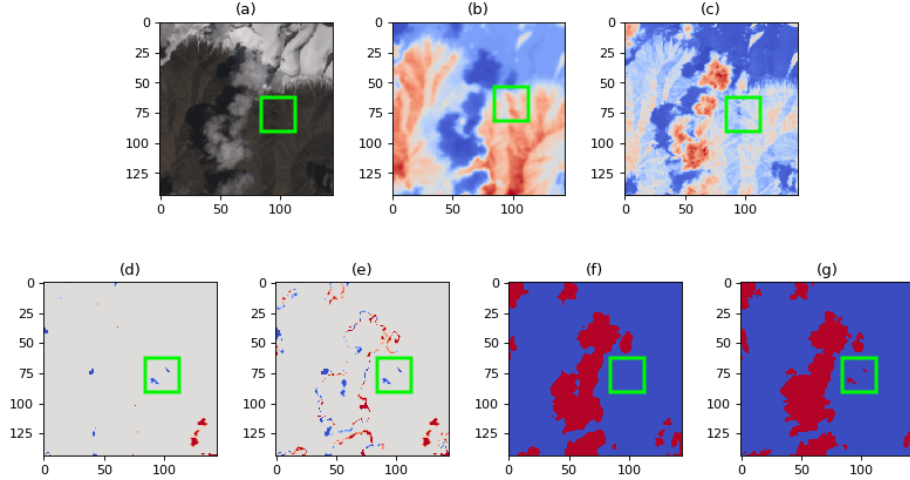 (a) (b) (c)
0 0 0
25 25 25
50 50 50
75 75 75
100 100 100
125 125 125
0 50 100 0 50 100 0 50 100
(d) (e) (f) (g)
0 0 0 0
25 25 25 25
50 50 50 50
75 75 75 75
100 100 100 100
125 125 125 125
0 50 100 0 50 100 0 50 100 0 50 100